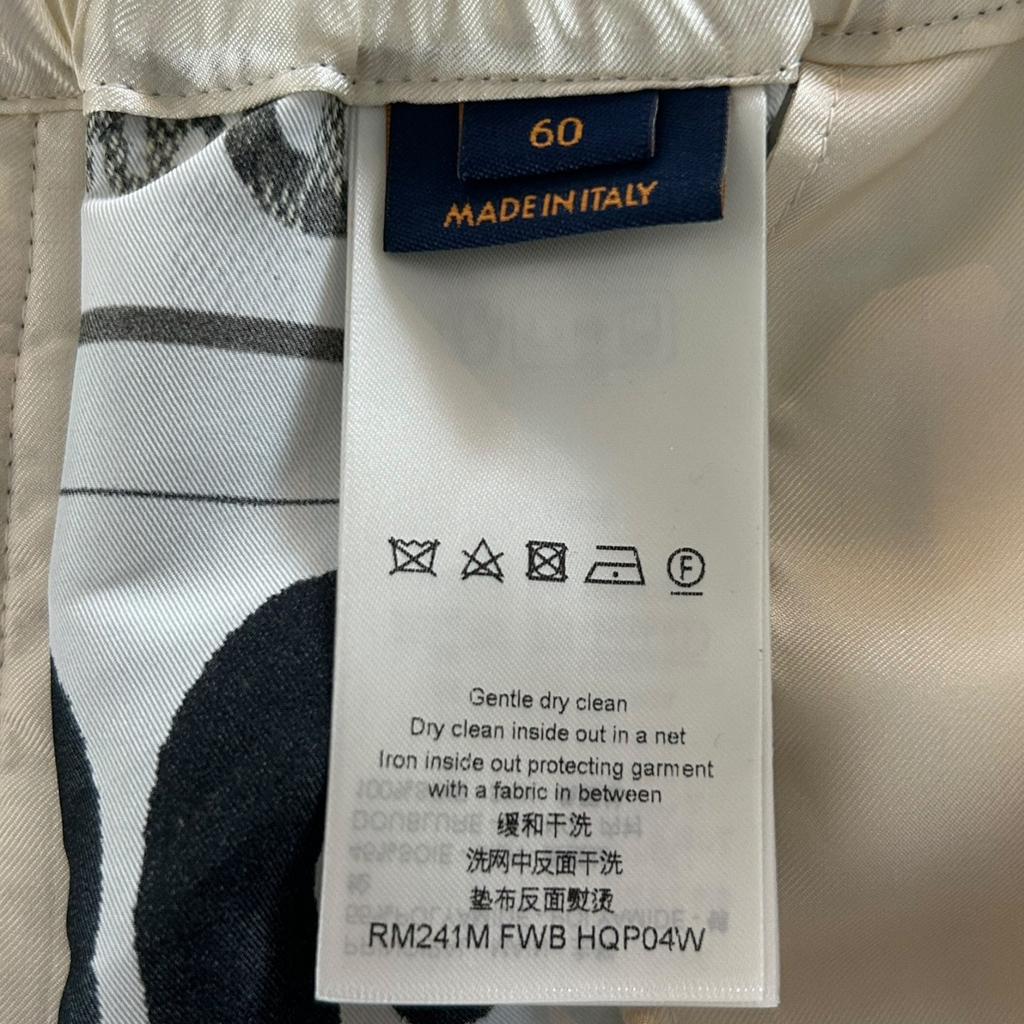 60
MADE IN ITALY
F
Gentle dry clean
Dry clean inside out in a net
Iron inside out protecting garment
with a fabric in between
缓和干洗
洗网中反面干洗
垫布反面熨烫
RM241M FWB HQP04W